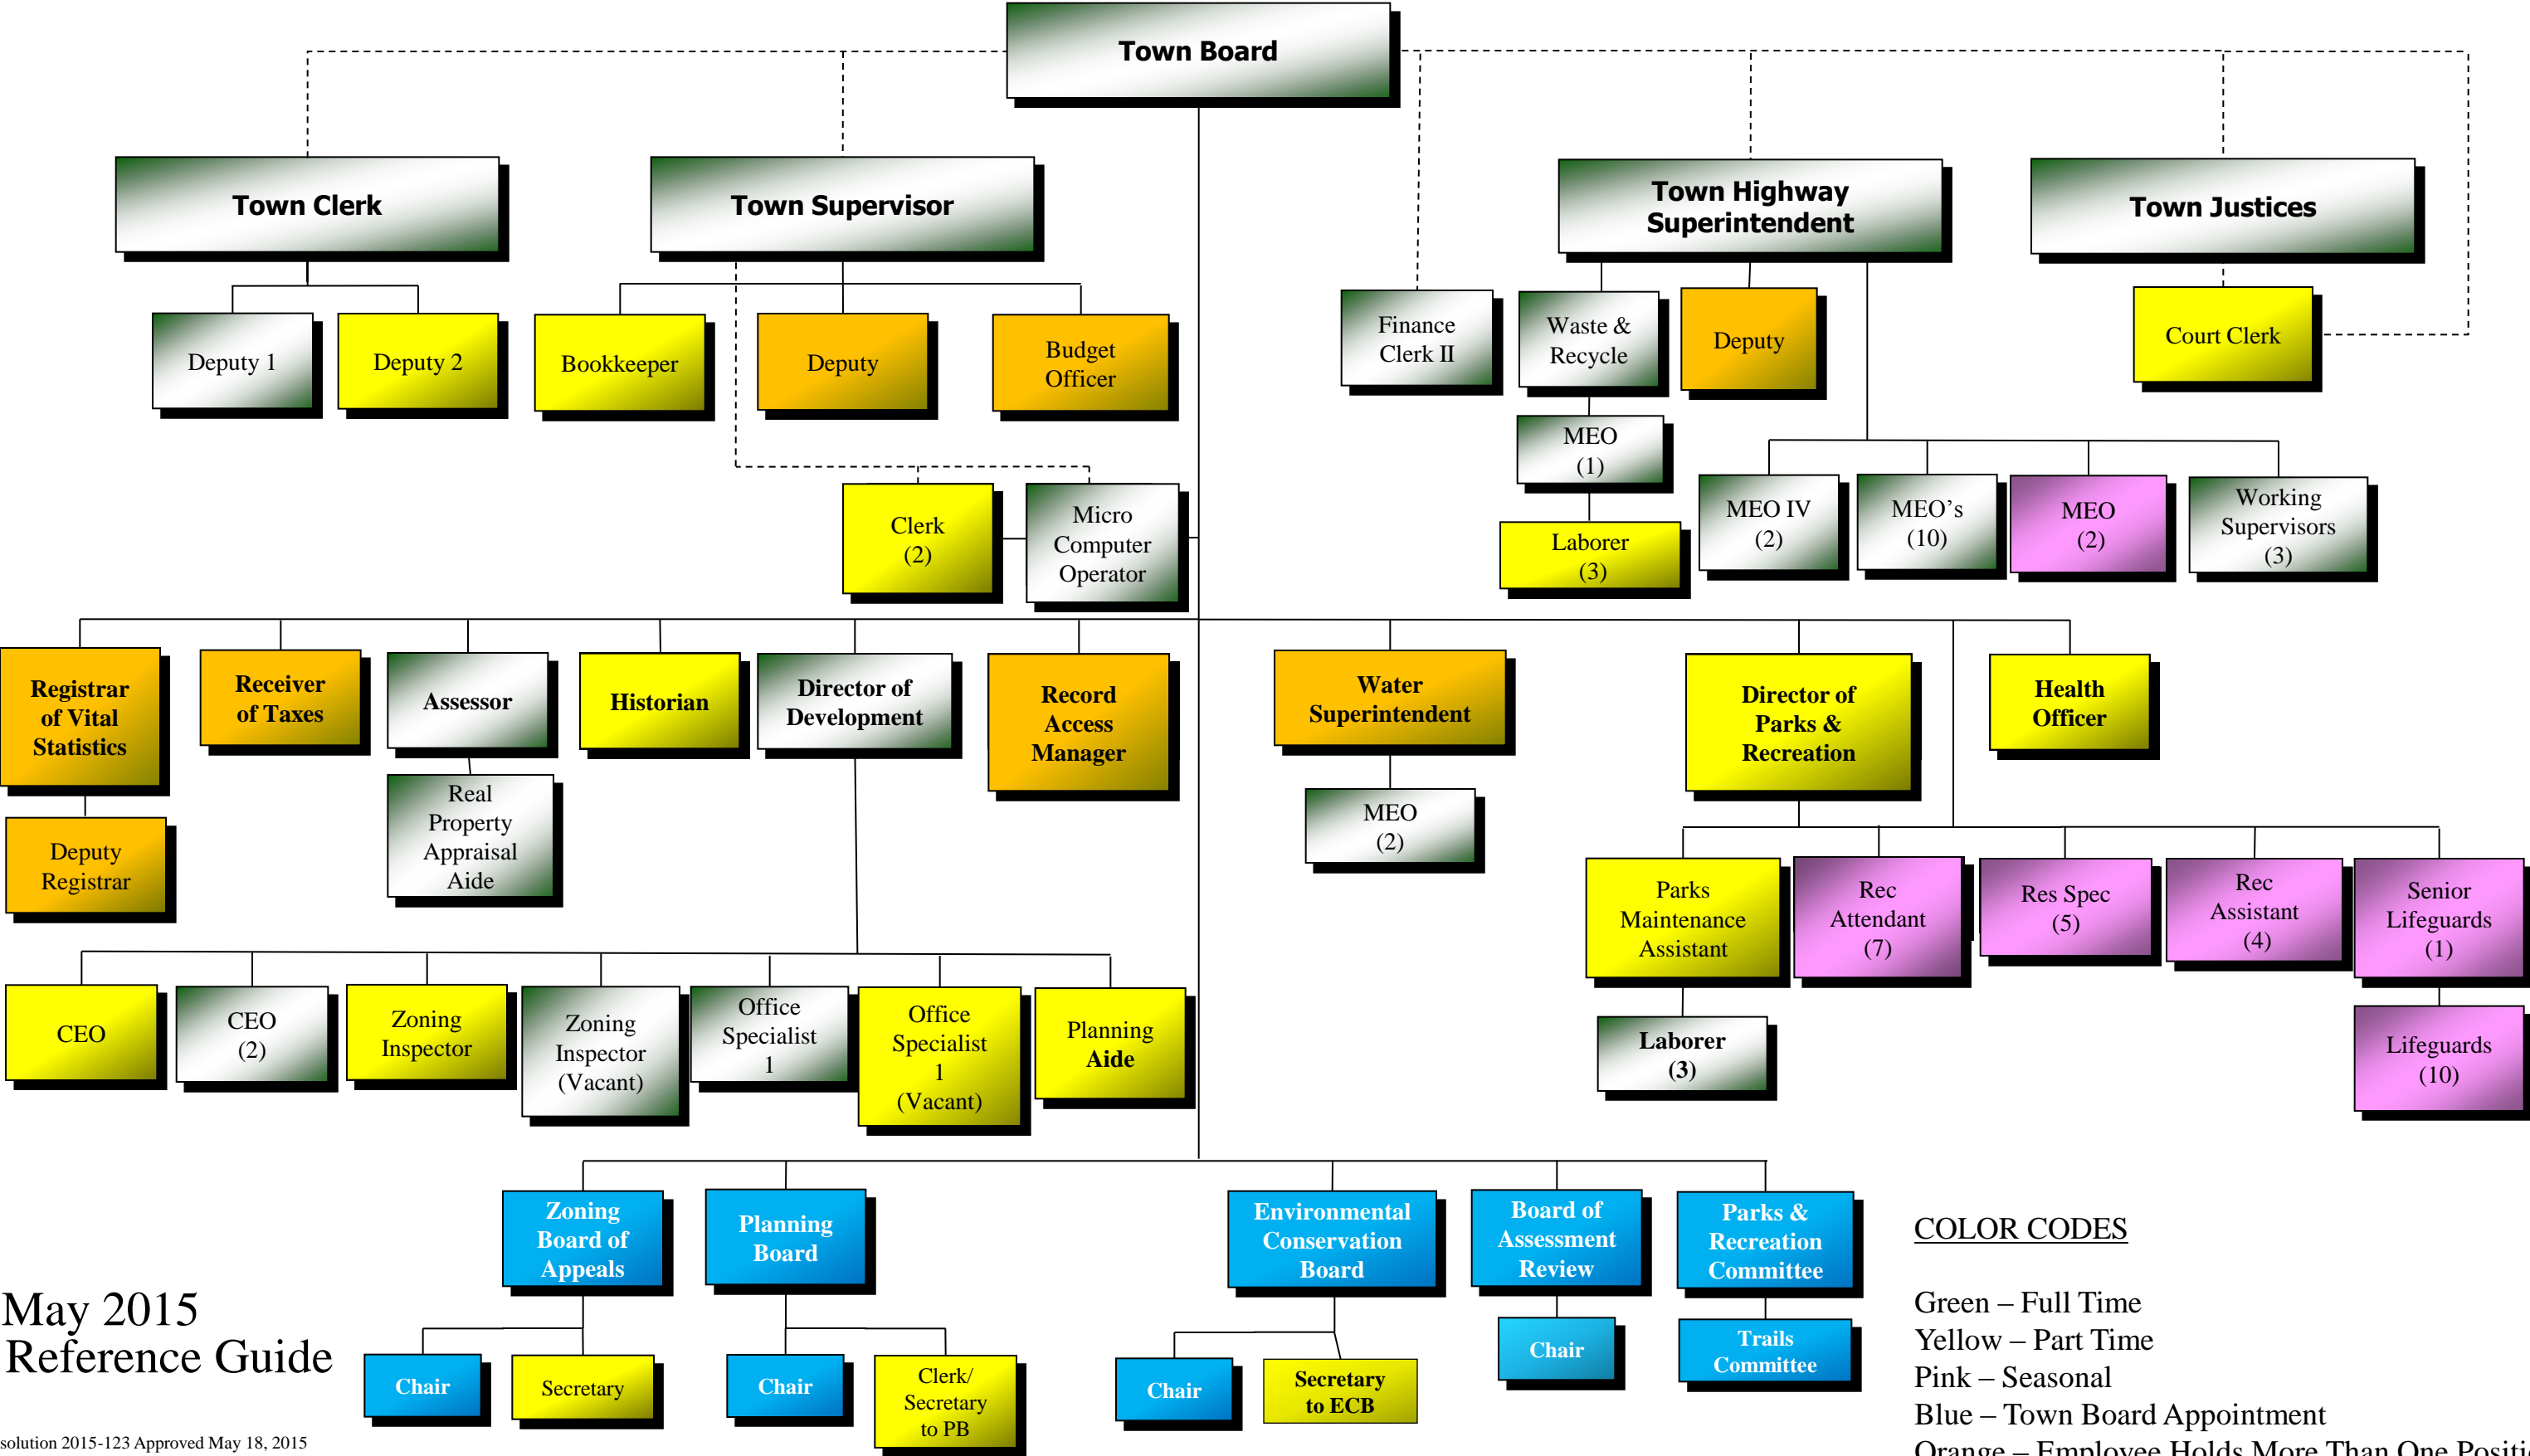 Town Board
Town Clerk
Town Supervisor
Town Highway
Superintendent
Town Justices
Deputy 1
Deputy 2
Bookkeeper
Deputy
Budget
Officer
Finance
Clerk II
Waste &
Recycle
Deputy
Court Clerk
MEO
(1)
Laborer
(3)
MEO IV
(2)
MEO’s
(10)
MEO
(2)
Working
Supervisors
(3)
Clerk
(2)
Micro
Computer
Operator
Registrar
of Vital
Statistics
Receiver
of Taxes
Assessor
Historian
Director of
Development
Record
Access
Manager
Water
Superintendent
Director of
Parks &
Recreation
Health
Officer
Deputy
Registrar
Real
Property
Appraisal
Aide
MEO
(2)
Parks
Maintenance
Assistant
Rec
Attendant
(7)
Res Spec
(5)
Rec
Assistant
(4)
Senior
Lifeguards
(1)
Laborer
(3)
Lifeguards
(10)
CEO
CEO
(2)
Zoning
Inspector
Zoning
Inspector
(Vacant)
Office
Specialist
1
Office
Specialist
1
(Vacant)
Planning
Aide
Zoning
Board of
Appeals
Planning
Board
Environmental
Conservation
Board
Board of
Assessment
Review
Parks &
Recreation
Committee
Chair
Secretary
Chair
Clerk/
Secretary
to PB
Chair
Secretary
to ECB
Chair
Trails
Committee
May 2015
Reference Guide
solution 2015-123 Approved May 18, 2015
COLOR CODES
Green – Full Time
Yellow – Part Time
Pink – Seasonal
Blue – Town Board Appointment
Orange – Employee Holds More Than One Positi